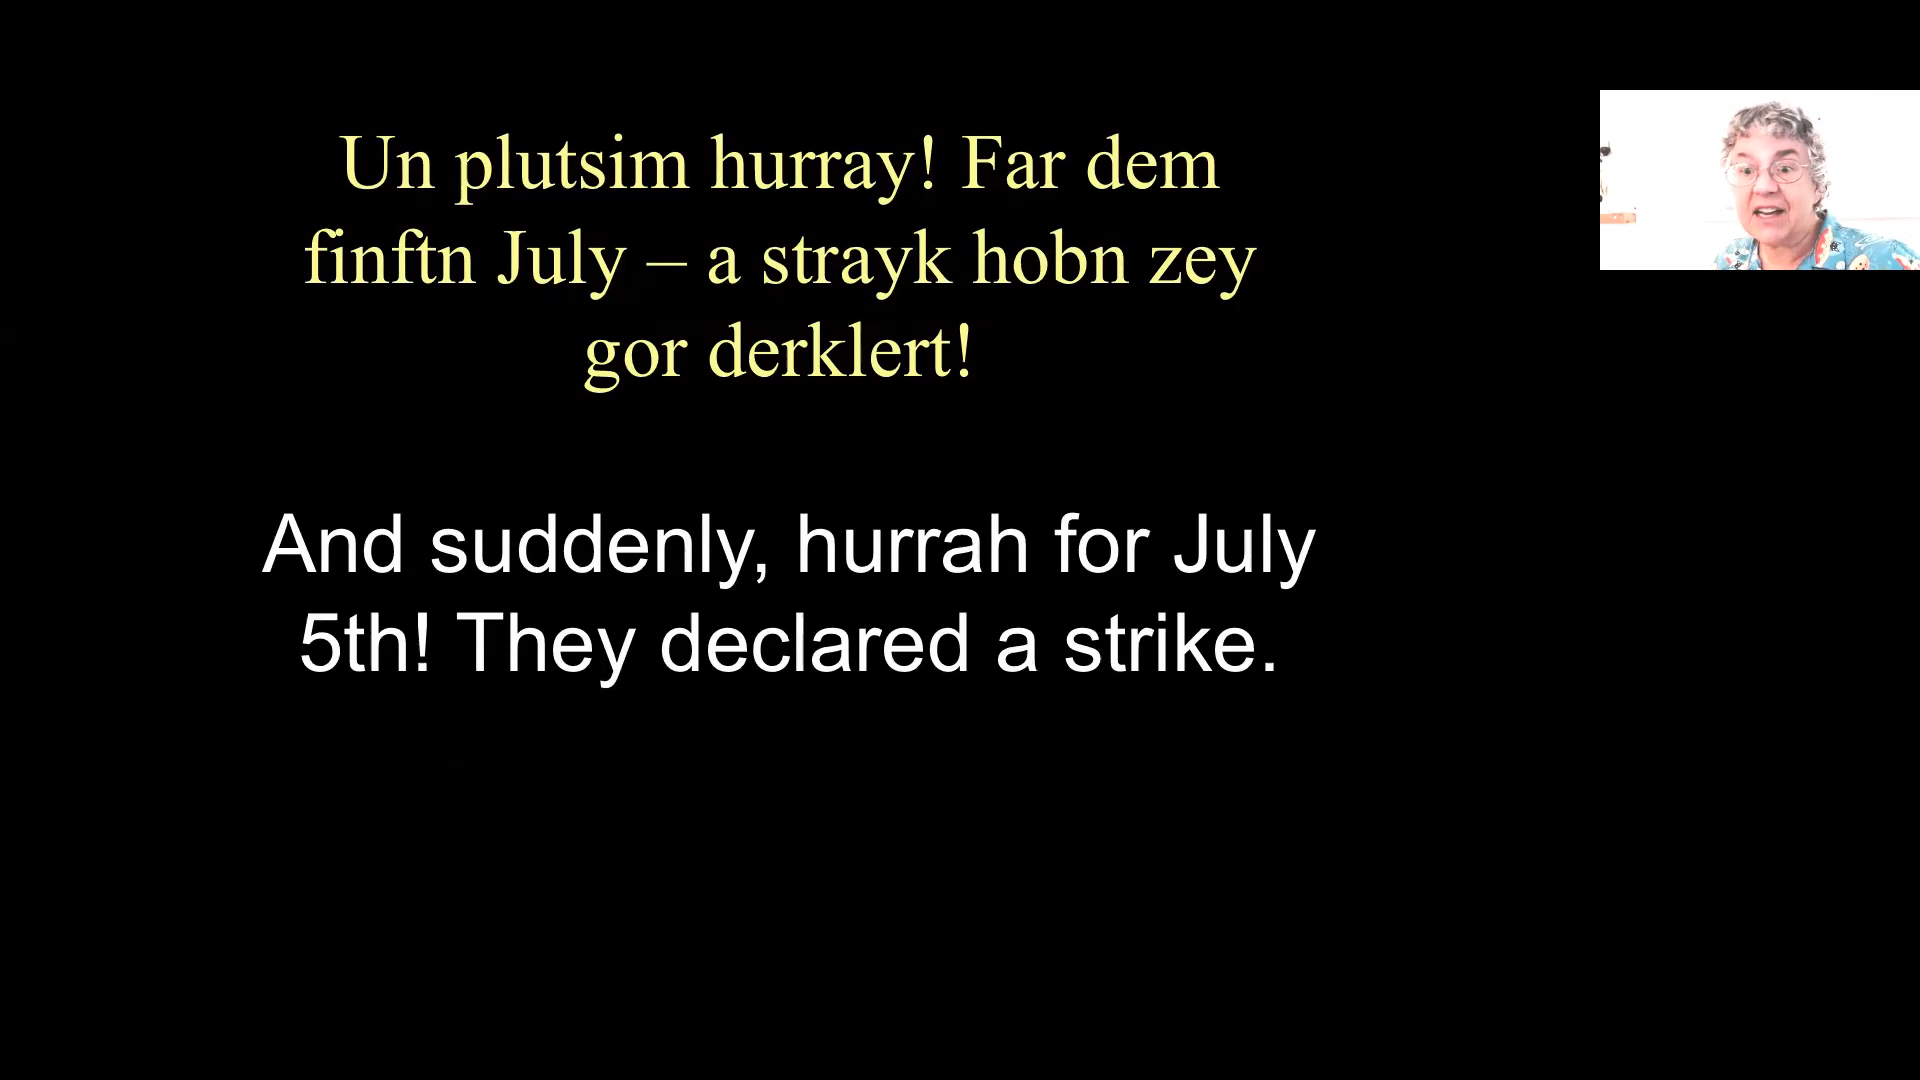 Un plutsim hurray! Far dem
finftn July – a strayk hobn zey
gor derklert!
And suddenly, hurrah for July
5th! They declared a strike.